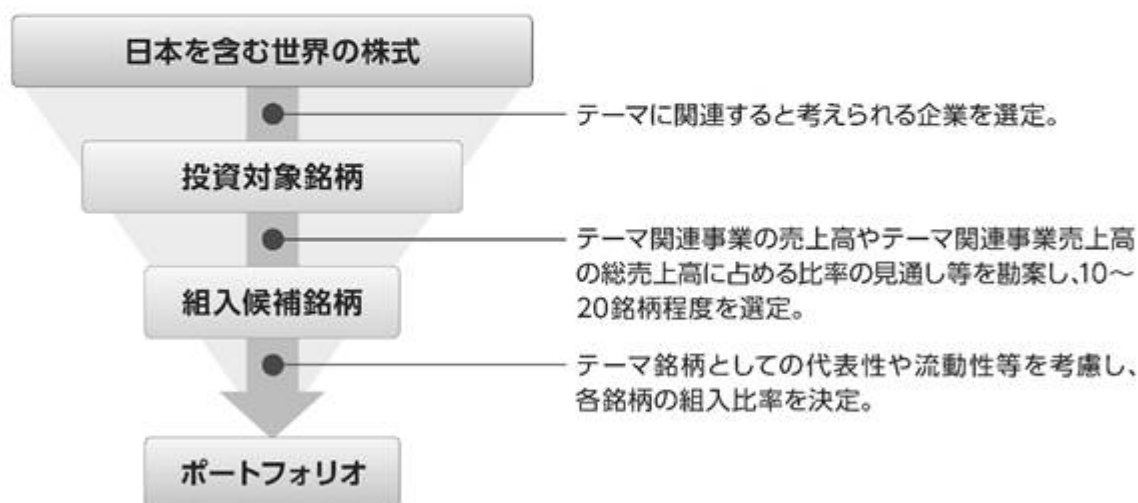 日本を含む世界の株式
テーマに関連すると考えられる企業を選定。
投資対象銘柄
テーマ関連事業の売上高やテーマ関連事業売上高
の総売上高に占める比率の見通し等を勘案し、10～
20銘柄程度を選定。
組入候補銘柄
テーマ銘柄としての代表性や流動性等を考慮し、
各銘柄の組入比率を決定。
ポートフォリオ